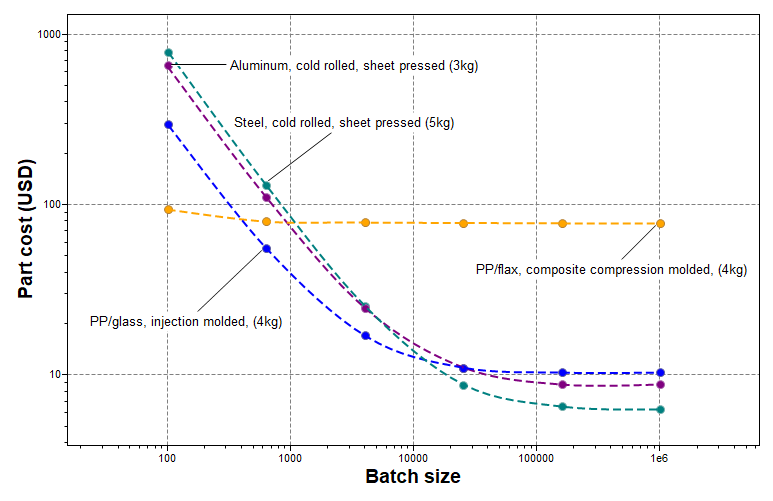 1000
Aluminum, cold rolled, sheet pressed (3kg)
Steel, cold rolled, sheet pressed (5kg)
100
PP/flax, composite compression molded, (4kg)
PP/glass, injection molded, (4kg)
10
Part cost (USD)
100 1000 10000 100000 1e6
Batch size